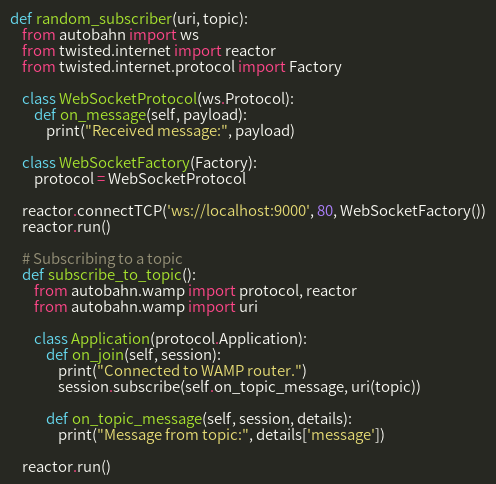 def random_subscriber(uri, topic):
    from autobahn import ws
    from twisted.internet import reactor
    from twisted.internet.protocol import Factory

    class WebSocketProtocol(ws.Protocol):
        def on_message(self, payload):
            print("Received message:", payload)

    class WebSocketFactory(Factory):
        protocol = WebSocketProtocol

    reactor.connectTCP('ws://localhost:9000', 80, WebSocketFactory())
    reactor.run()

    # Subscribing to a topic
    def subscribe_to_topic():
        from autobahn.wamp import protocol, reactor
        from autobahn.wamp import uri

        class Application(protocol.Application):
            def on_join(self, session):
                print("Connected to WAMP router.")
                session.subscribe(self.on_topic_message, uri(topic))

            def on_topic_message(self, session, details):
                print("Message from topic:", details['message'])

    reactor.run()